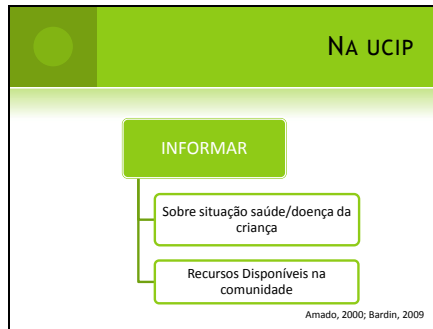 NA UCIP
INFORMAR
Sobre situação saúde/doença da
criança
Recursos Disponíveis na
comunidade
Amado, 2000; Bardin, 2009